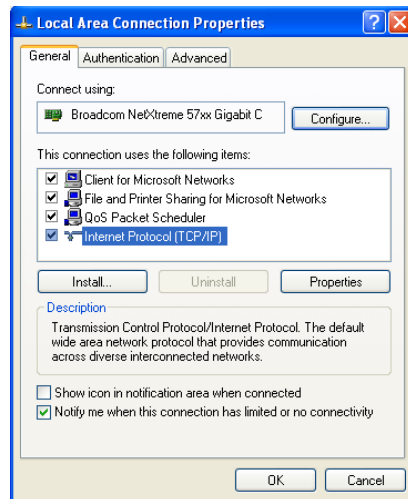 Local Area Connection Properties
General
Authentication
Advanced
Connect using:
Broadcom NetXtreme 57xx Gigabit C
Configure...
This connection uses the following items:
Client for Microsoft Networks
File and Printer Sharing for Microsoft Networks
QoS Packet Scheduler
Internet Protocol (TCP/IP)
Install...
Uninstall
Properties
Description
Transmission Control Protocol/Internet Protocol. The default
wide area network protocol that provides communication
across diverse interconnected networks.
Show icon in notification area when connected
Notify me when this connection has limited or no connectivity
OK
Cancel